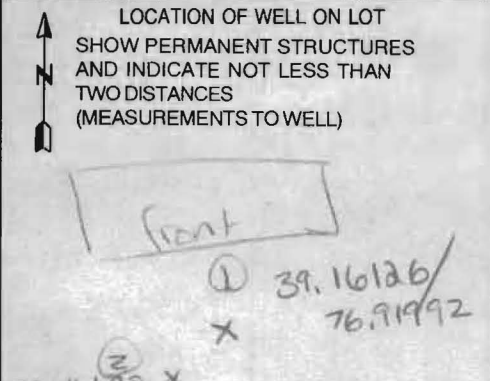 LOCATION OF WELL ON LOT
SHOW PERMANENT STRUCTURES
N AND INDICATE NOT LESS THAN
TWO DISTANCES
(MEASUREMENTS TO WELL)
front
① 39.16126/
76.91992
X
②
X